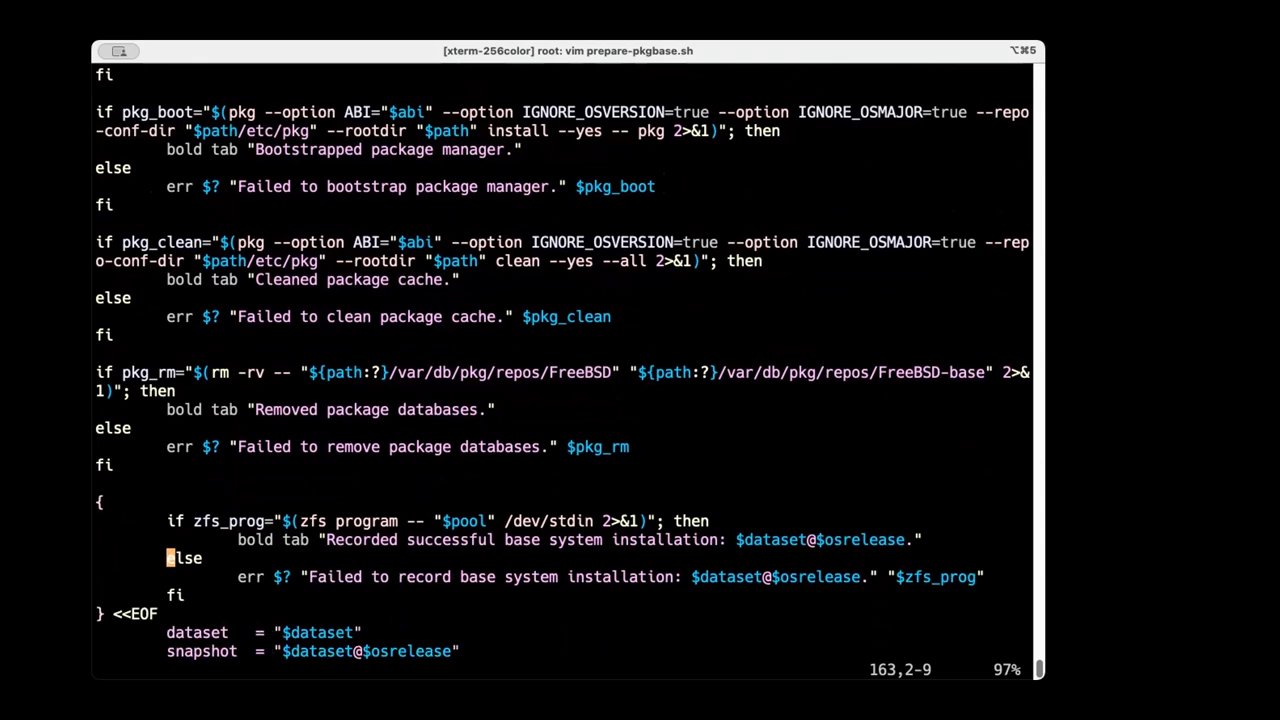 [xterm-256color] root: vim prepare-pkgbase.sh
⌥⌘5
fi
if pkg_boot="$(pkg --option ABI="$abi" --option IGNORE_OSVERSION=true --option IGNORE_OSMAJOR=true --repo
-conf-dir "$path/etc/pkg" --rootdir "$path" install --yes -- pkg 2>&1)"; then
bold tab "Bootstrapped package manager."
else
err $? "Failed to bootstrap package manager." $pkg_boot
fi
if pkg_clean="$(pkg --option ABI="$abi" --option IGNORE_OSVERSION=true --option IGNORE_OSMAJOR=true --rep
o-conf-dir "$path/etc/pkg" --rootdir "$path" clean --yes --all 2>&1)"; then
bold tab "Cleaned package cache."
else
err $? "Failed to clean package cache." $pkg_clean
fi
if pkg_rm="$(rm -rv -- "${path:?}/var/db/pkg/repos/FreeBSD" "${path:?}/var/db/pkg/repos/FreeBSD-base" 2>&
1)"; then
bold tab "Removed package databases."
else
err $? "Failed to remove package databases." $pkg_rm
fi
{
if zfs_prog="$(zfs program -- "$pool" /dev/stdin 2>&1)"; then
bold tab "Recorded successful base system installation: $dataset@$osrelease."
else
err $? "Failed to record base system installation: $dataset@$osrelease." "$zfs_prog"
fi
} <<EOF
dataset = "$dataset"
snapshot = "$dataset@$osrelease"
163,2-9 97%